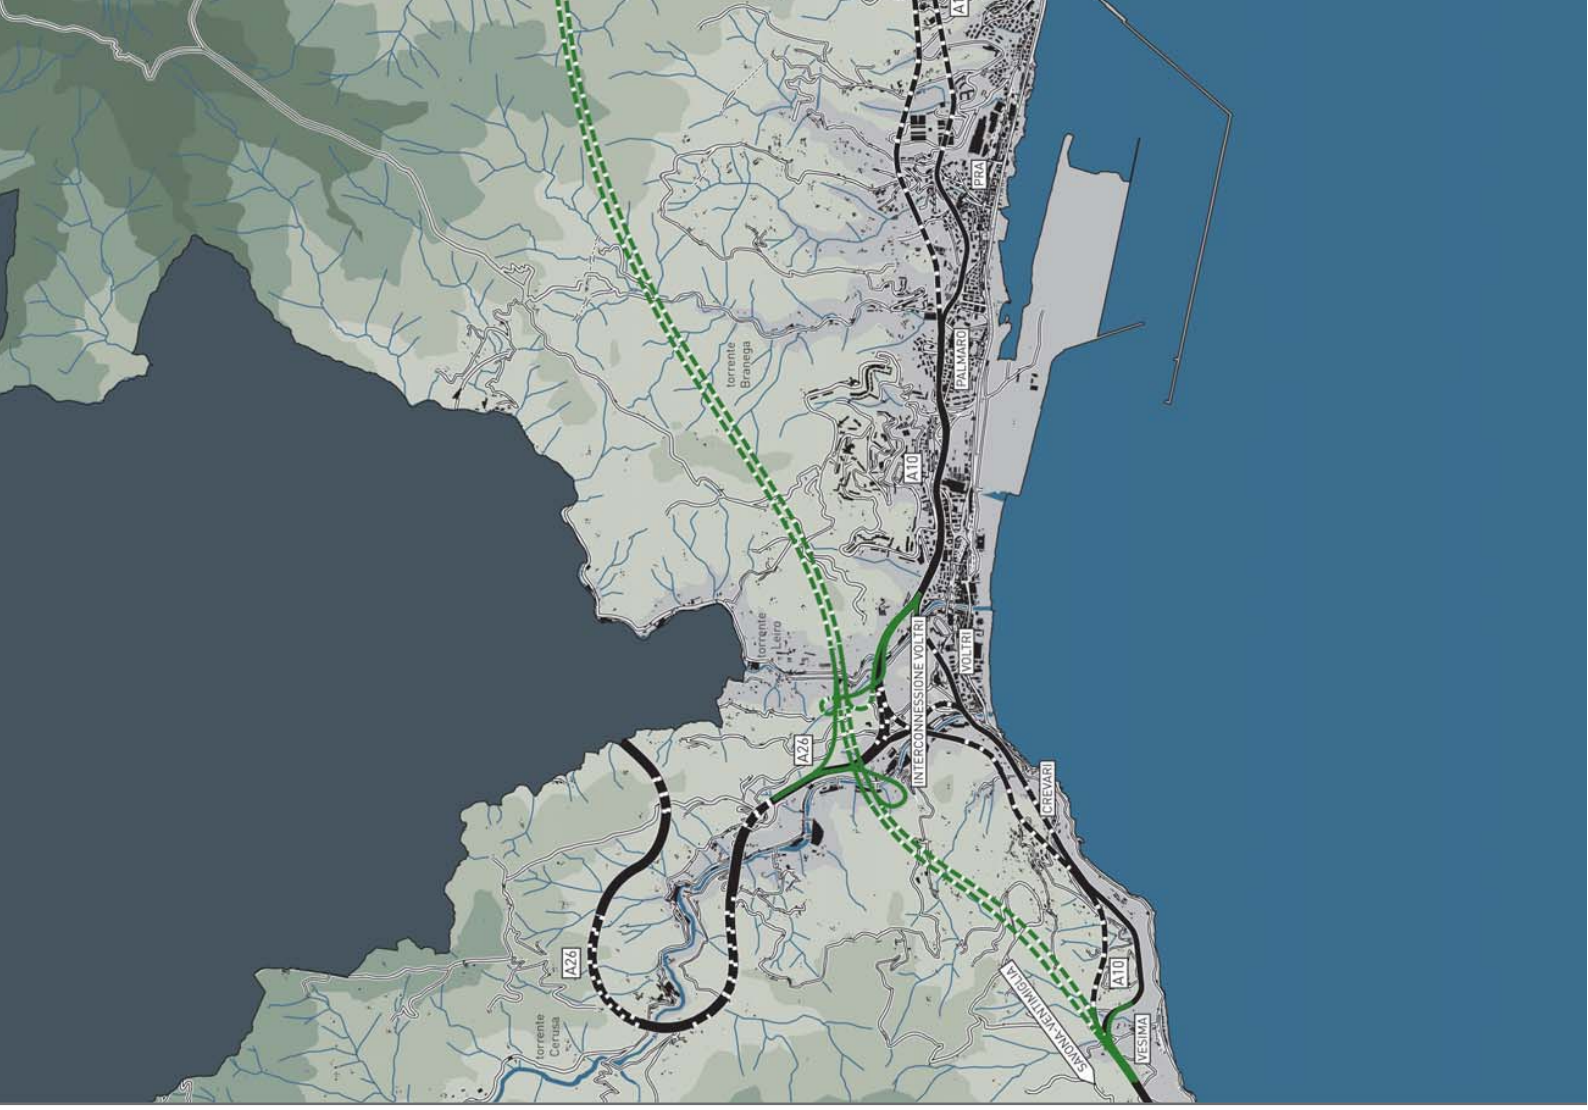 A1
PRA
PALMARO
torrente
Branega
A10
torrente
Leiro
VOLTRI
INTERCONNESSIONE VOLTRI
A26
CREVARI
A26
A10
SAVONA-VENTIMIGLIA
torrente
Cerusa
VESIMA